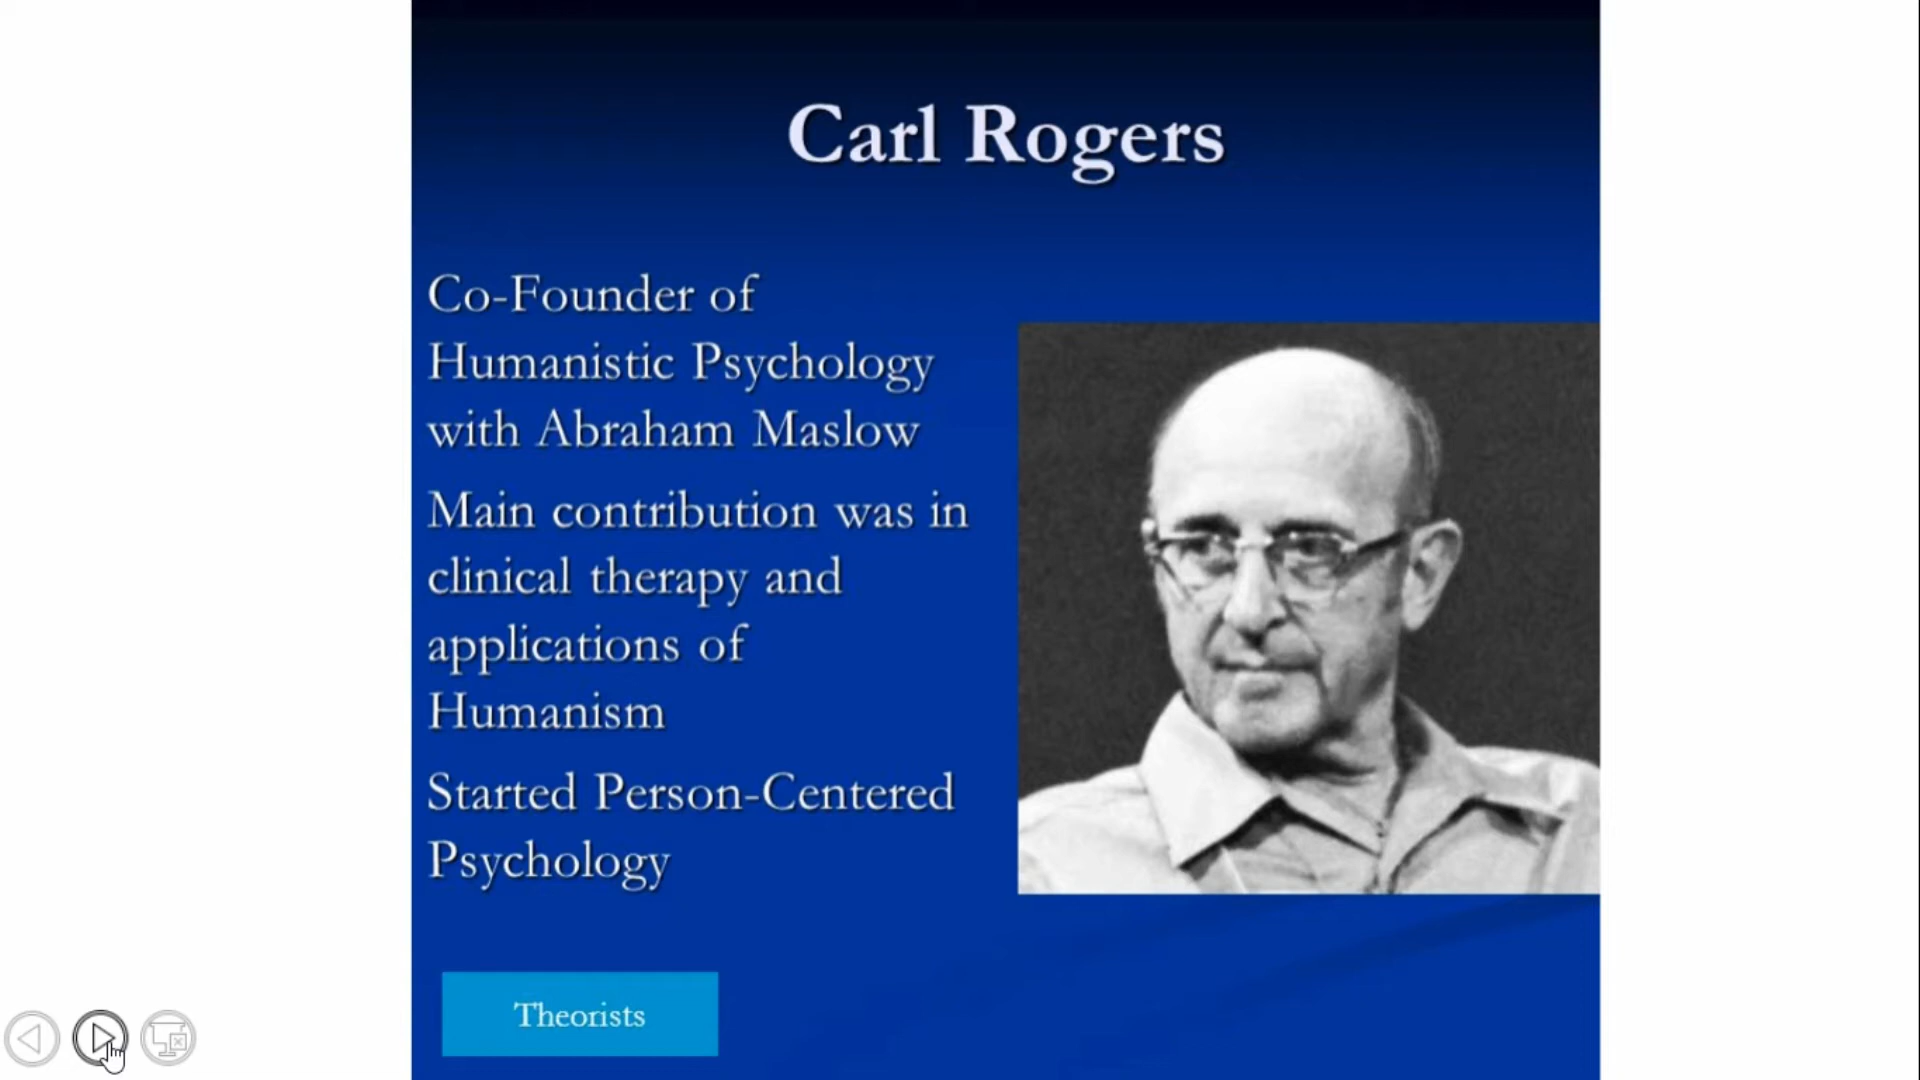 Carl Rogers
Co-Founder of
Humanistic Psychology
with Abraham Maslow
Main contribution was in
clinical therapy and
applications of
Humanism
Started Person-Centered
Psychology
Theorists